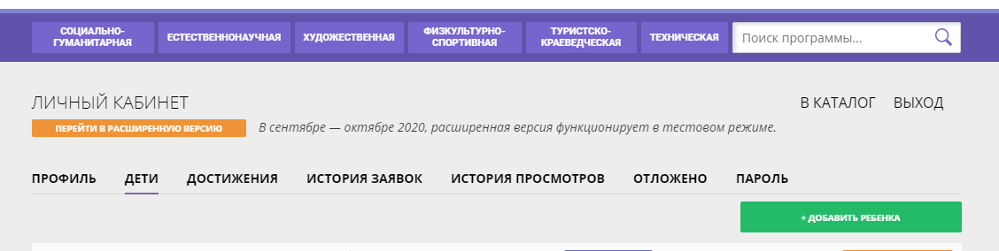 СОЦИАЛЬНО-
ГУМАНИТАРНАЯ
ЕСТЕСТВЕННОНАУЧНАЯ
ХУДОЖЕСТВЕННАЯ
ФИЗКУЛЬТУРНО-
СПОРТИВНАЯ
ТУРИСТСКО-
КРАЕВЕДЧЕСКАЯ
ТЕХНИЧЕСКАЯ
Поиск программы...
ЛИЧНЫЙ КАБИНЕТ
В КАТАЛОГ ВЫХОД
ПЕРЕЙТИ В РАСШИРЕННУЮ ВЕРСИЮ
В сентябре — октябре 2020, расширенная версия функционирует в тестовом режиме.
ПРОФИЛЬ ДЕТИ ДОСТИЖЕНИЯ ИСТОРИЯ ЗАЯВОК ИСТОРИЯ ПРОСМОТРОВ ОТЛОЖЕНО ПАРОЛЬ
+ ДОБАВИТЬ РЕБЕНКА